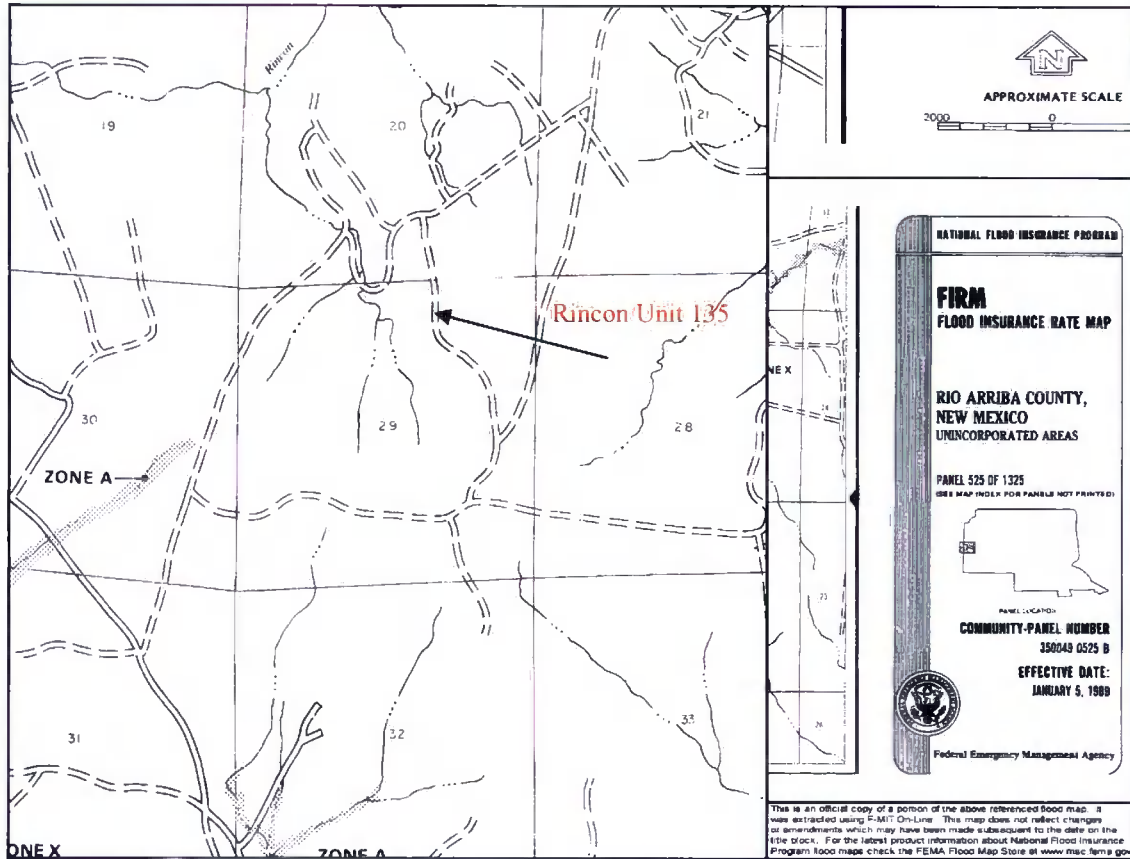 Rincon
19
20
21
Rincon Unit 135
30
29
28
ZONE A
31
32
33
ZONE X
ZONE A
N
APPROXIMATE SCALE
2000 0
NE X
NATIONAL FLOOD INSURANCE PROGRAM
FIRM
FLOOD INSURANCE RATE MAP
RIO ARRIBA COUNTY,
NEW MEXICO
UNINCORPORATED AREAS
PANEL 525 OF 1325
(SEE MAP INDEX FOR PANELS NOT PRINTED)
PANEL LOCATION
COMMUNITY-PANEL NUMBER
350049 0525 B
EFFECTIVE DATE:
JANUARY 5, 1989
Federal Emergency Management Agency
This is an official copy of a portion of the above referenced flood map. It
was extracted using F-MIT On-Line. This map does not reflect changes
or amendments which may have been made subsequent to the date on the
title block. For the latest product information about National Flood Insurance
Program flood maps check the FEMA Flood Map Store at www.msc.fema.gov